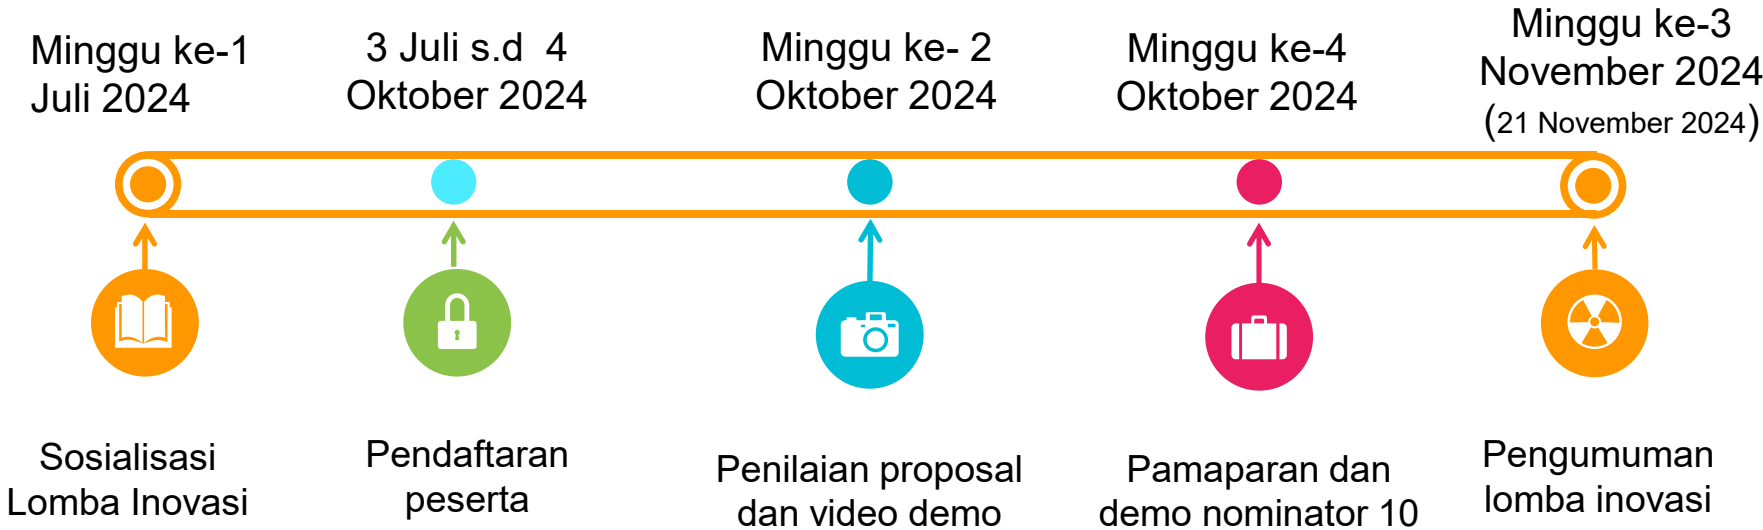 Minggu ke-1
Juli 2024
3 Juli s.d  4
Oktober 2024
Minggu ke- 2
Oktober 2024
Minggu ke-4
Oktober 2024
Minggu ke-3
November 2024
(21 November 2024)
Sosialisasi
Lomba Inovasi
Pendaftaran
peserta
Penilaian proposal
dan video demo
Pamaparan dan
demo nominator 10
Pengumuman
lomba inovasi